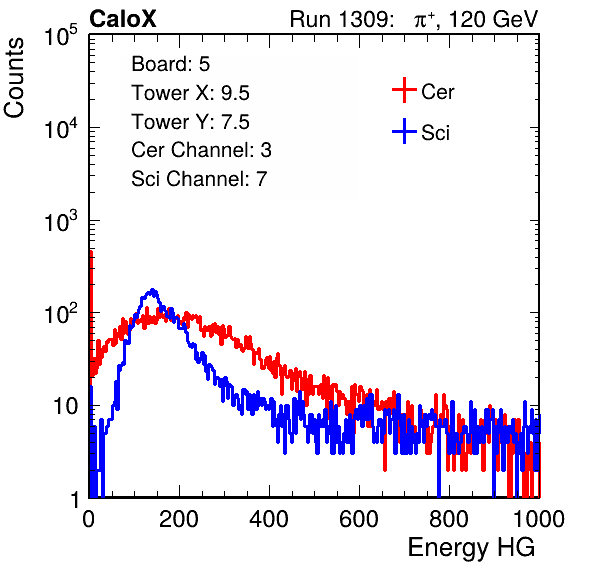 CaloX Run 1309: π⁺, 120 GeV
Counts
Board: 5
Tower X: 9.5
Tower Y: 7.5
Cer Channel: 3
Sci Channel: 7
Cer
Sci
10⁵
10⁴
10³
10²
10
1
0 200 400 600 800 1000
Energy HG